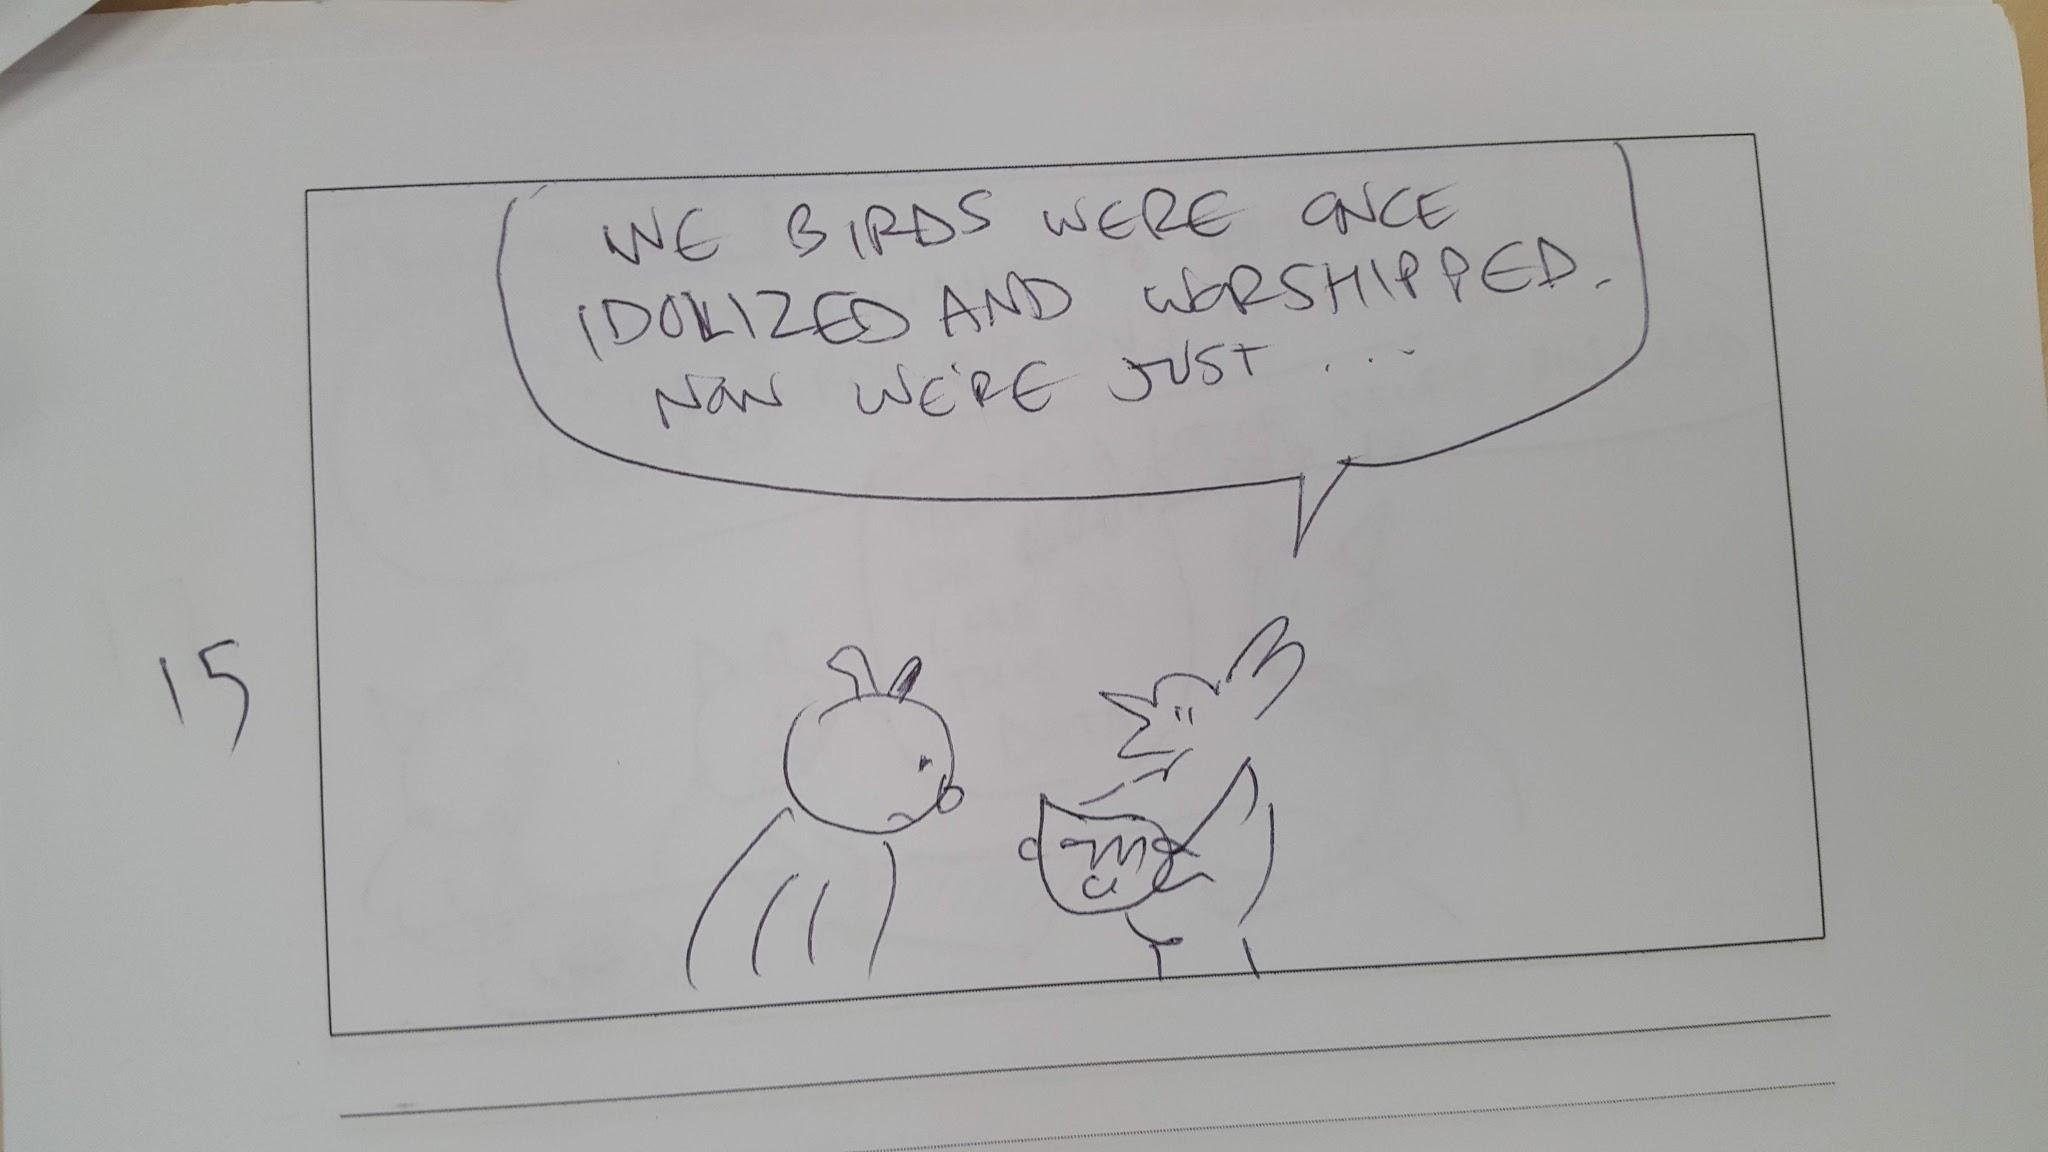 WE BIRDS WERE ONCE
IDOLIZED AND WORSHIPPED.
NOW WE'RE JUST ...
15